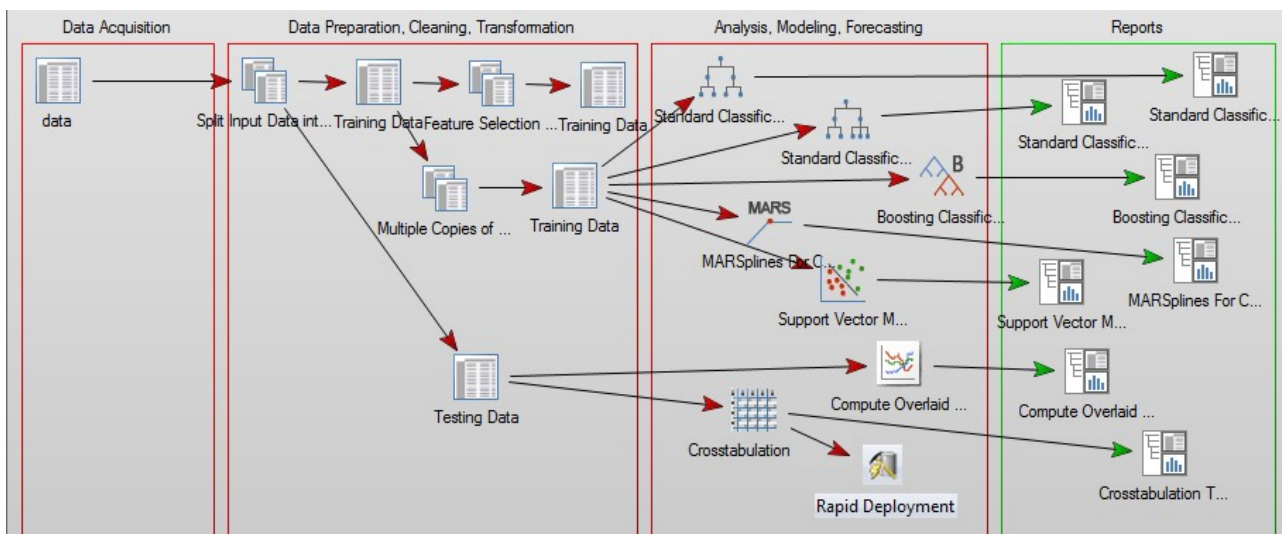 Data Acquisition
Data Preparation, Cleaning, Transformation
Analysis, Modeling, Forecasting
Reports
data
Split Input Data int...
Training Data
Feature Selection ...
Training Data
Standard Classific...
Standard Classific...
Standard Classific...
Standard Classific...
Multiple Copies of ...
Training Data
B
Boosting Classific...
Boosting Classific...
MARS
MARSplines For C...
MARSplines For C...
Support Vector M...
Support Vector M...
Testing Data
Compute Overlaid ...
Compute Overlaid ...
Crosstabulation
Crosstabulation T...
Rapid Deployment